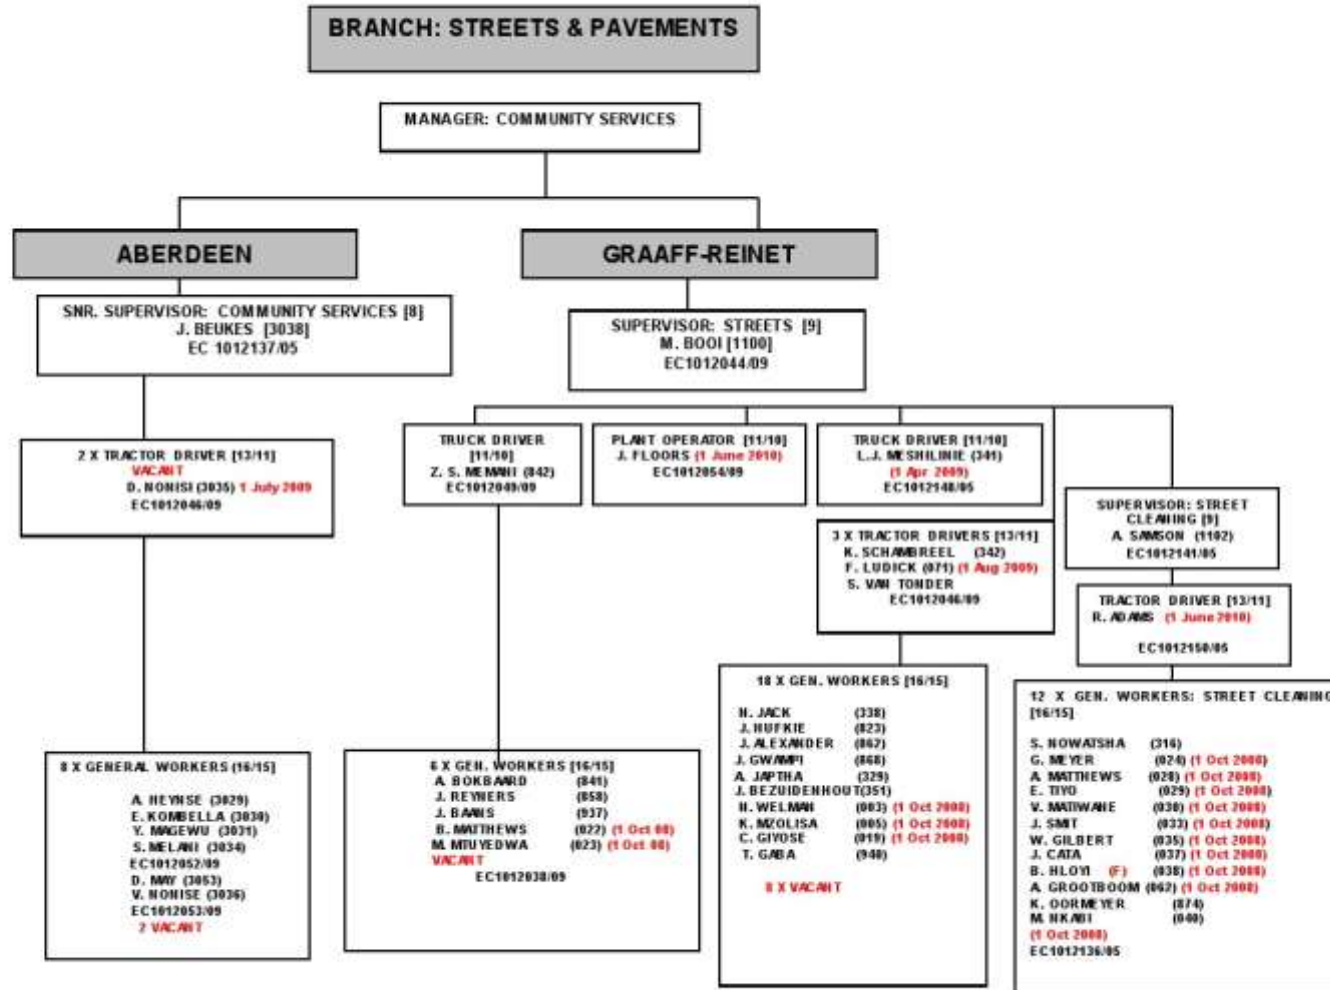 BRANCH: STREETS & PAVEMENTS
MANAGER: COMMUNITY SERVICES
ABERDEEN
SNR. SUPERVISOR: COMMUNITY SERVICES [8]
J. BEUKES [3038]
EC 1012137/05
2 X TRACTOR DRIVER [13/11]
VACANT
D. NONISI (3035) 1 July 2009
EC1012046/09
8 X GENERAL WORKERS (16/15)
A. HEYNSE (3029)
E. KOMBELLA (3030)
Y. MAGEWU (3031)
S. MELANI (3034)
EC1012052/09
D. MAY (3053)
V. NONISE (3036)
EC1012053/09
2 VACANT
GRAAFF-REINET
SUPERVISOR: STREETS [9]
M. BOOI [1100]
EC1012044/09
TRUCK DRIVER
[11/10]
Z. S. MEMANI (842)
EC1012049/09
6 X GEN. WORKERS [16/15]
A. BOKBAARD (841)
J. REYNERS (858)
J. BAANS (937)
B. MATTHEWS (022) (1 Oct 08)
M. MTUYEDWA (023) (1 Oct 08)
VACANT
EC1012038/09
PLANT OPERATOR [11/10]
J. FLOORS (1 June 2010)
EC1012054/09
TRUCK DRIVER [11/10]
L.J. MESHILINIE (341)
(1 Apr 2009)
EC1012148/05
3 X TRACTOR DRIVERS [13/11]
K. SCHAMBREEL (342)
F. LUDICK (071) (1 Aug 2009)
S. VAN TONDER
EC1012046/09
18 X GEN. WORKERS [16/15]
N. JACK (338)
J. HUFKIE (823)
J. ALEXANDER (862)
J. GWAMPI (868)
A. JAPTHA (329)
J. BEZUIDENHOUT(351)
H. WELMAN (003) (1 Oct 2008)
K. MZOLISA (005) (1 Oct 2008)
C. GIYOSE (019) (1 Oct 2008)
T. GABA (940)
8 X VACANT
SUPERVISOR: STREET
CLEANING [9]
A. SAMSON (1102)
EC1012141/05
TRACTOR DRIVER [13/11]
R. ADAMS (1 June 2010)
EC1012150/05
12 X GEN. WORKERS: STREET CLEANING
[16/15]
S. NOWATSHA (316)
G. MEYER (024) (1 Oct 2008)
A. MATTHEWS (028) (1 Oct 2008)
E. TIYO (029) (1 Oct 2008)
V. MATIWANE (030) (1 Oct 2008)
J. SMIT (033) (1 Oct 2008)
W. GILBERT (035) (1 Oct 2008)
J. CATA (037) (1 Oct 2008)
B. HLOYI (F) (038) (1 Oct 2008)
A. GROOTBOOM (062) (1 Oct 2008)
K. OORMEYER (874)
M. NKABI (040)
(1 Oct 2008)
EC1012136/05